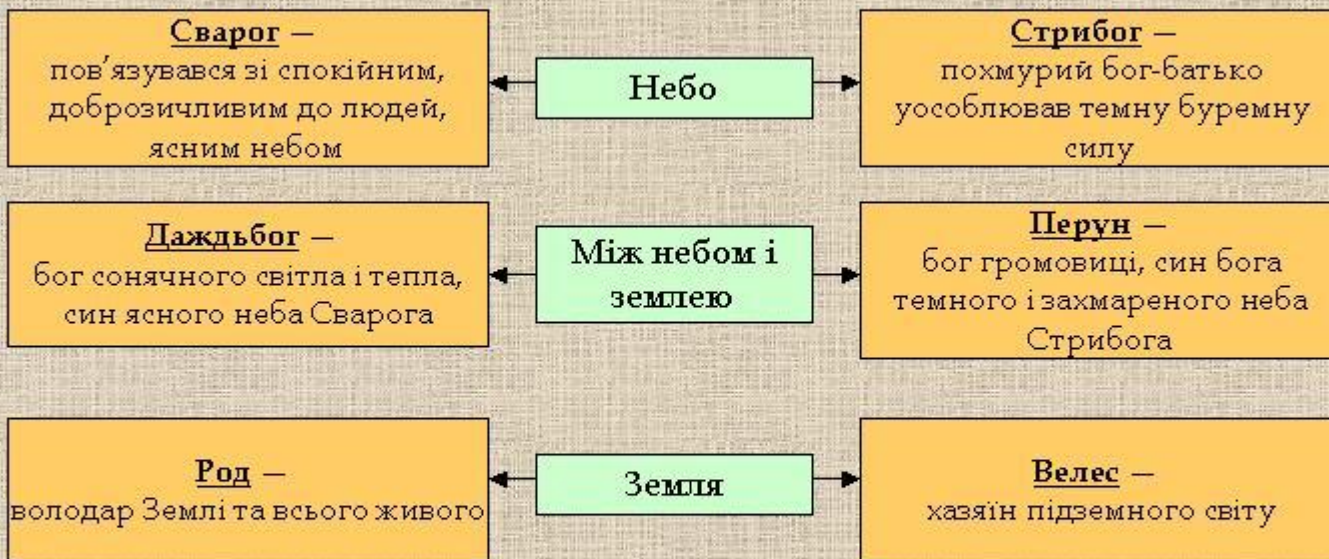 Сварог —
пов’язувався зі спокійним,
доброзичливим до людей,
ясним небом
Небо
Стрибог —
похмурий бог-батько
уособлював темну буремну
силу
Даждьбог —
бог сонячного світла і тепла,
син ясного неба Сварога
Між небом і
землею
Перун —
бог громовиці, син бога
темного і захмареного неба
Стрибога
Род —
володар Землі та всього живого
Земля
Велес —
хазяїн підземного світу